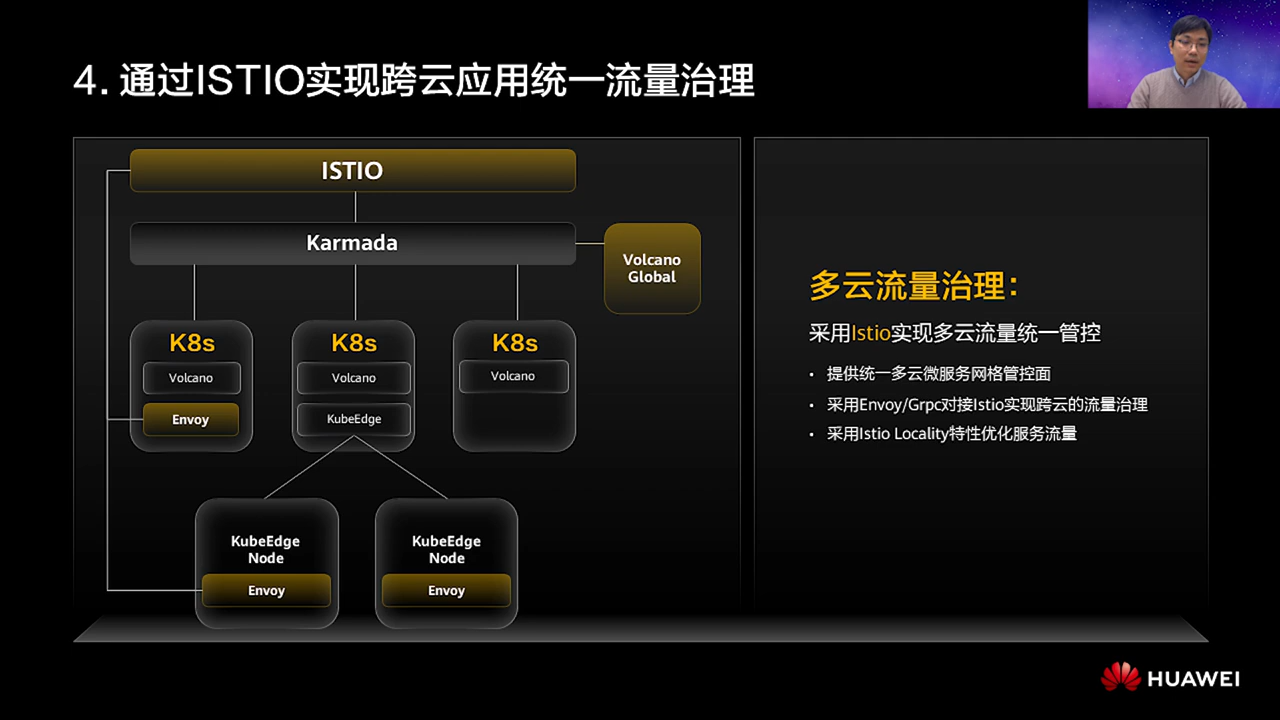 4. 通过ISTIO实现跨云应用统一流量治理
ISTIO
Karmada
Volcano
Global
K8s
Volcano
Envoy
K8s
Volcano
KubeEdge
K8s
Volcano
KubeEdge
Node
Envoy
KubeEdge
Node
Envoy
多云流量治理：
采用Istio实现多云流量统一管控
• 提供统一多云微服务网格管控面
• 采用Envoy/Grpc对接Istio实现跨云的流量治理
• 采用Istio Locality特性优化服务流量
HUAWEI